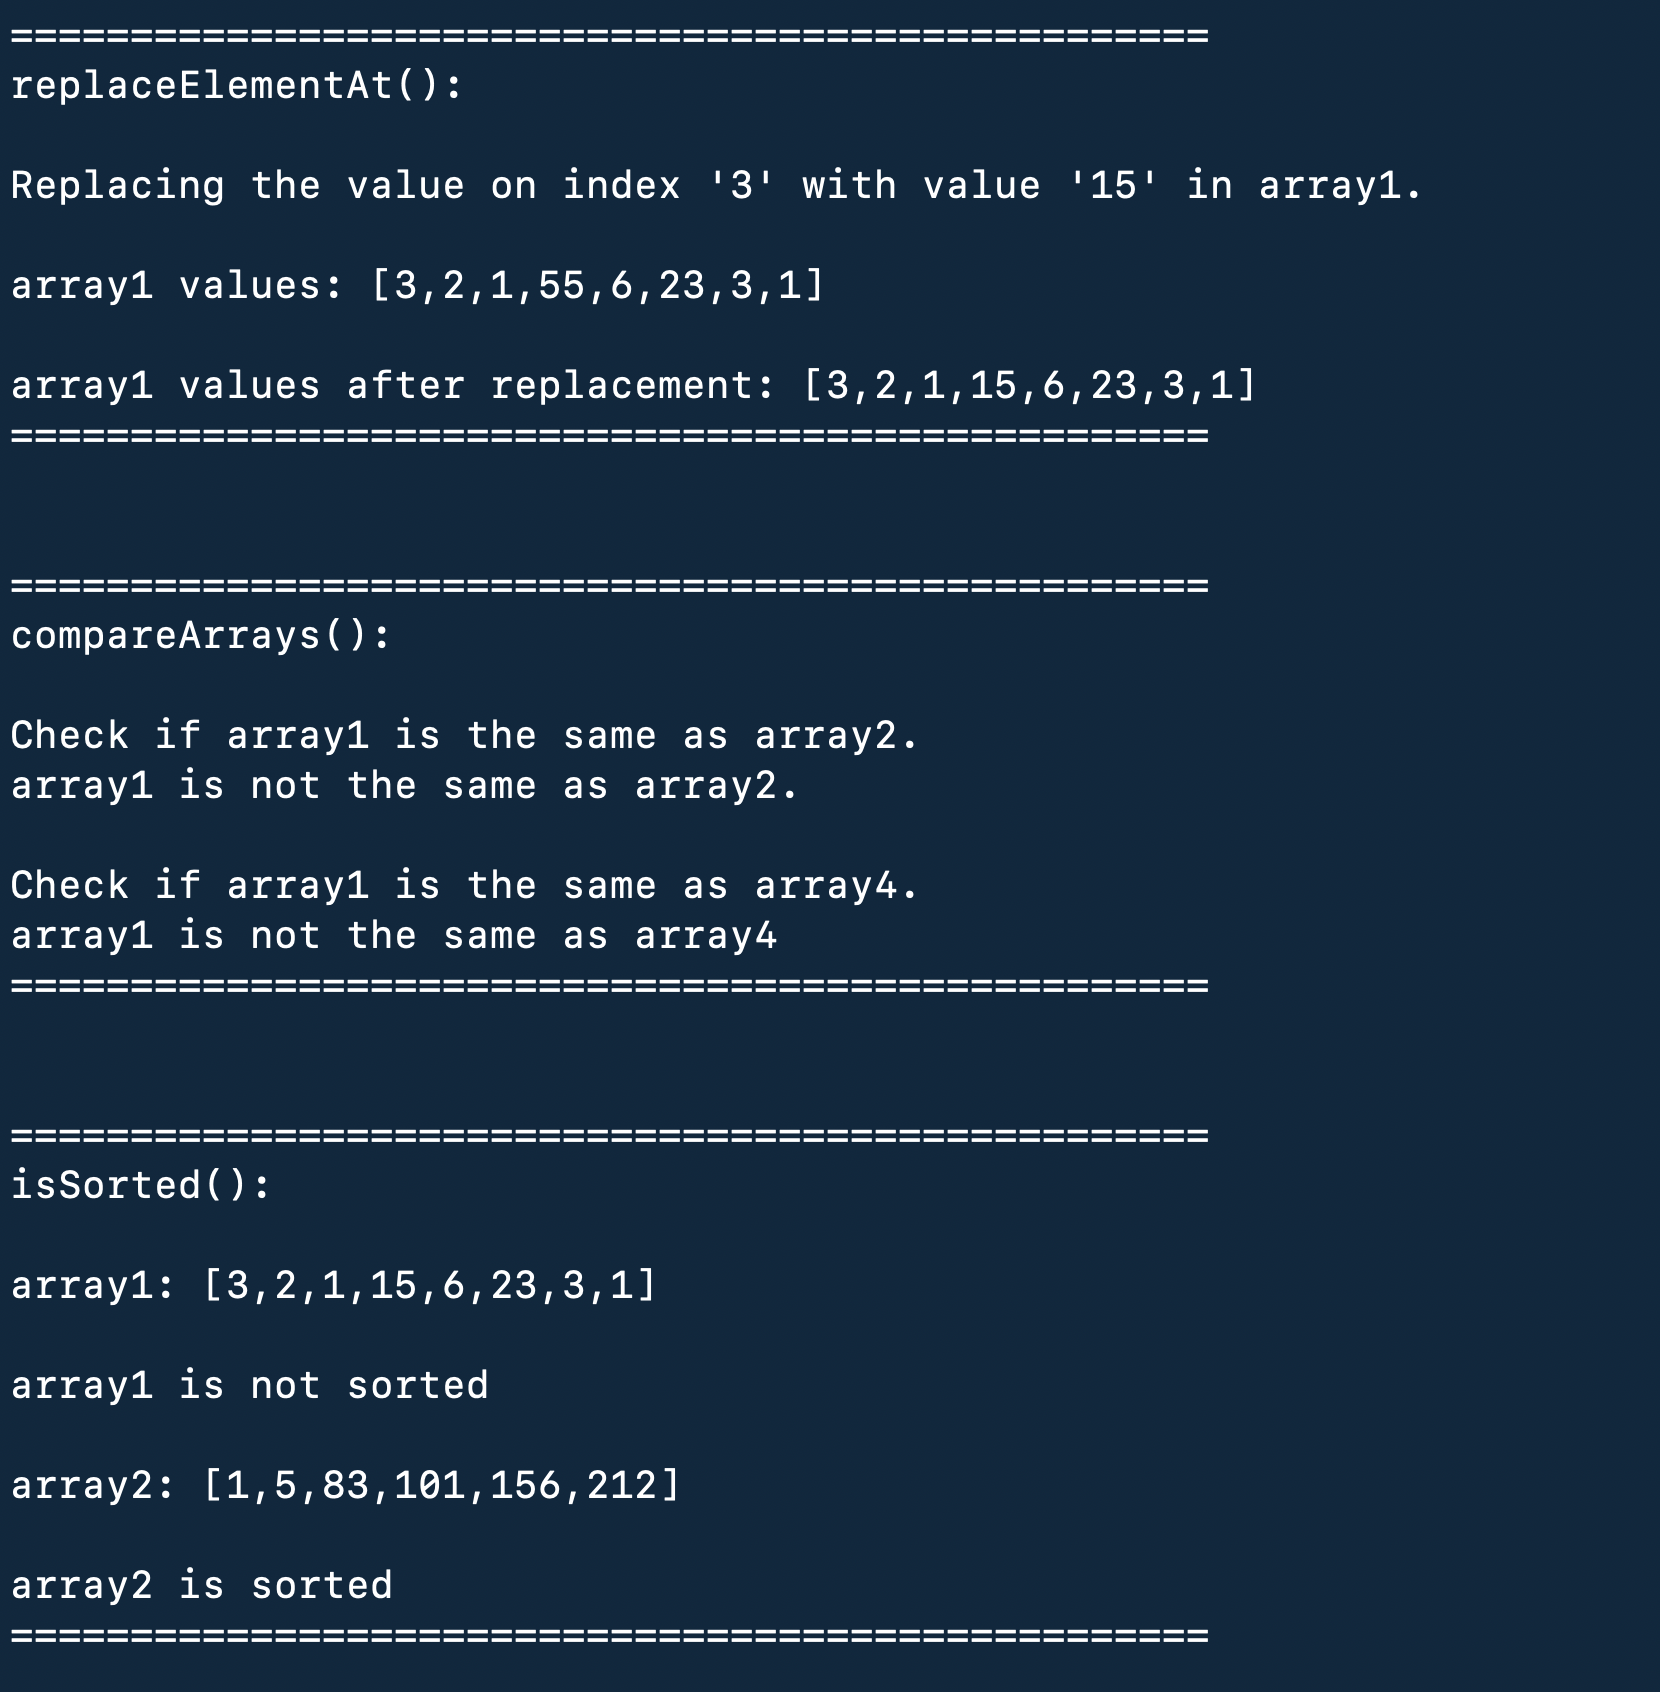 ==================================================
replaceElementAt():
Replacing the value on index '3' with value '15' in array1.
array1 values: [3,2,1,55,6,23,3,1]
array1 values after replacement: [3,2,1,15,6,23,3,1]
==================================================
==================================================
compareArrays():
Check if array1 is the same as array2.
array1 is not the same as array2.
Check if array1 is the same as array4.
array1 is not the same as array4
==================================================
==================================================
isSorted():
array1: [3,2,1,15,6,23,3,1]
array1 is not sorted
array2: [1,5,83,101,156,212]
array2 is sorted
==================================================